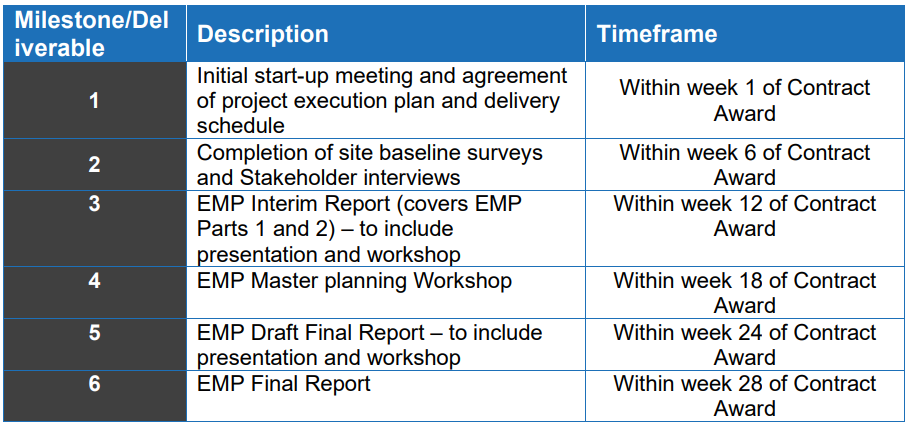 Milestone/Del
iverable
Description
Timeframe
1
Initial start-up meeting and agreement
of project execution plan and delivery
schedule
Within week 1 of Contract
Award
2
Completion of site baseline surveys
and Stakeholder interviews
Within week 6 of Contract
Award
3
EMP Interim Report (covers EMP
Parts 1 and 2) – to include
presentation and workshop
Within week 12 of Contract
Award
4
EMP Master planning Workshop
Within week 18 of Contract
Award
5
EMP Draft Final Report – to include
presentation and workshop
Within week 24 of Contract
Award
6
EMP Final Report
Within week 28 of Contract
Award